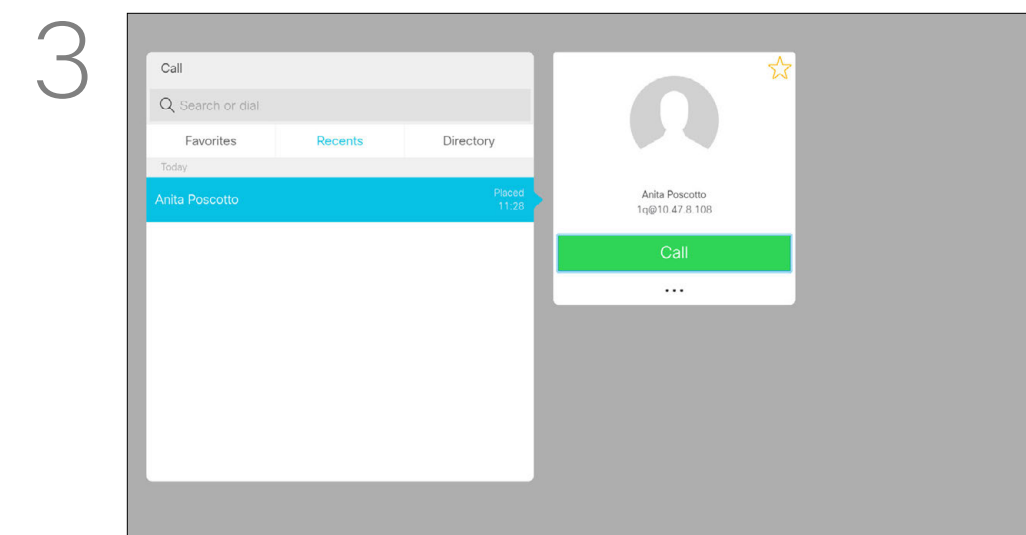 3
Call
Search or dial
Favorites Recents Directory
Today
Anita Poscotto Placed
11:28
Anita Poscotto
1q@10.47.8.108
Call
...